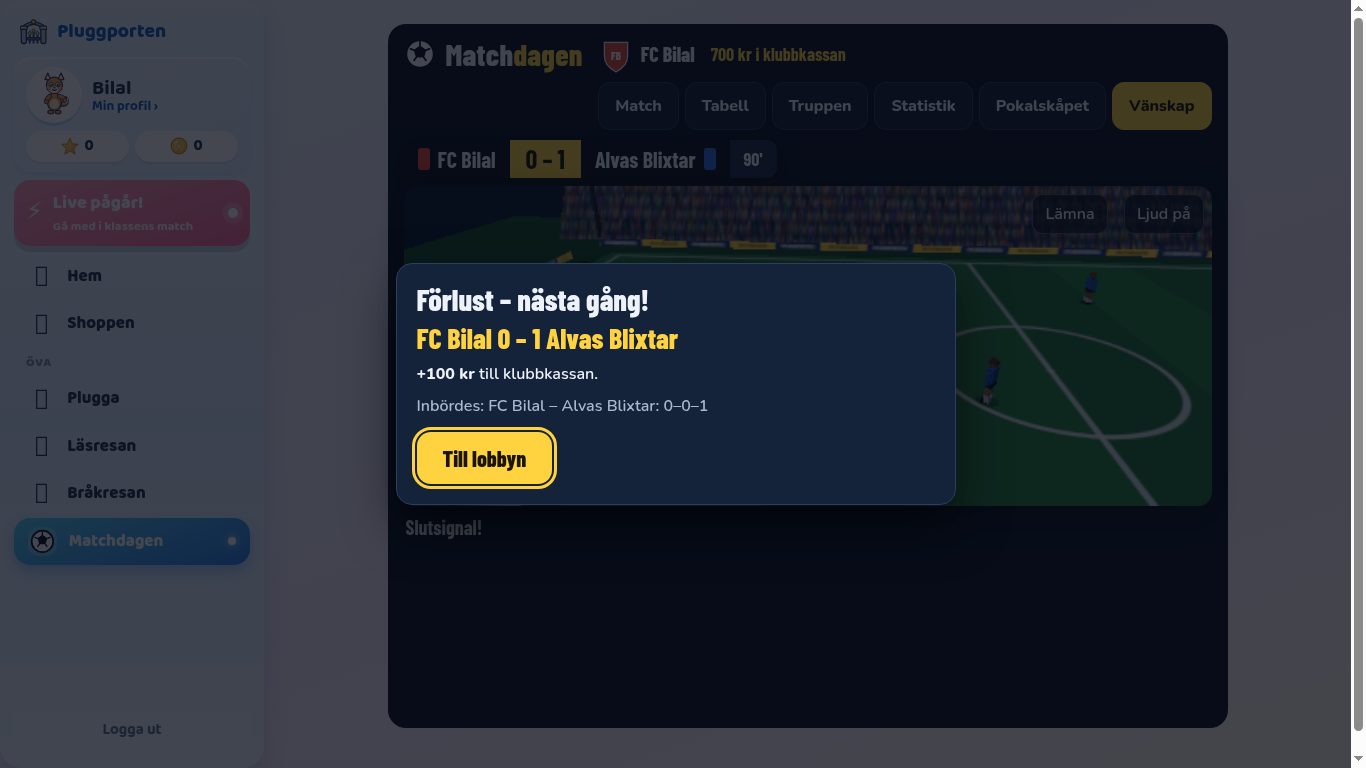 Pluggporten
Bilal
Min profil ›
0
0
Live pågår!
Gå med i klassens match
Hem
Shoppen
ÖVA
Plugga
Läsresan
Bråkresan
Matchdagen
Logga ut
Matchdagen
FB
FC Bilal
700 kr i klubbkassan
Match
Tabell
Truppen
Statistik
Pokalskåpet
Vänskap
FC Bilal
0 – 1
Alvas Blixtar
90'
Lämna
Ljud på
Förlust – nästa gång!
FC Bilal 0 – 1 Alvas Blixtar
+100 kr till klubbkassan.
Inbördes: FC Bilal – Alvas Blixtar: 0–0–1
Till lobbyn
Slutsignal!